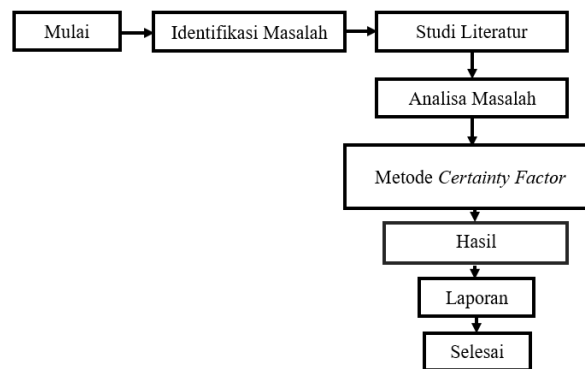 Mulai
Identifikasi Masalah
Studi Literatur
Analisa Masalah
Metode Certainty Factor
Hasil
Laporan
Selesai